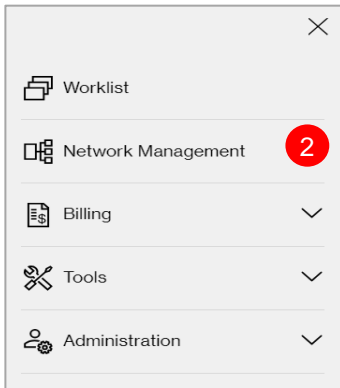 Worklist
Network Management 2
Billing
Tools
Administration